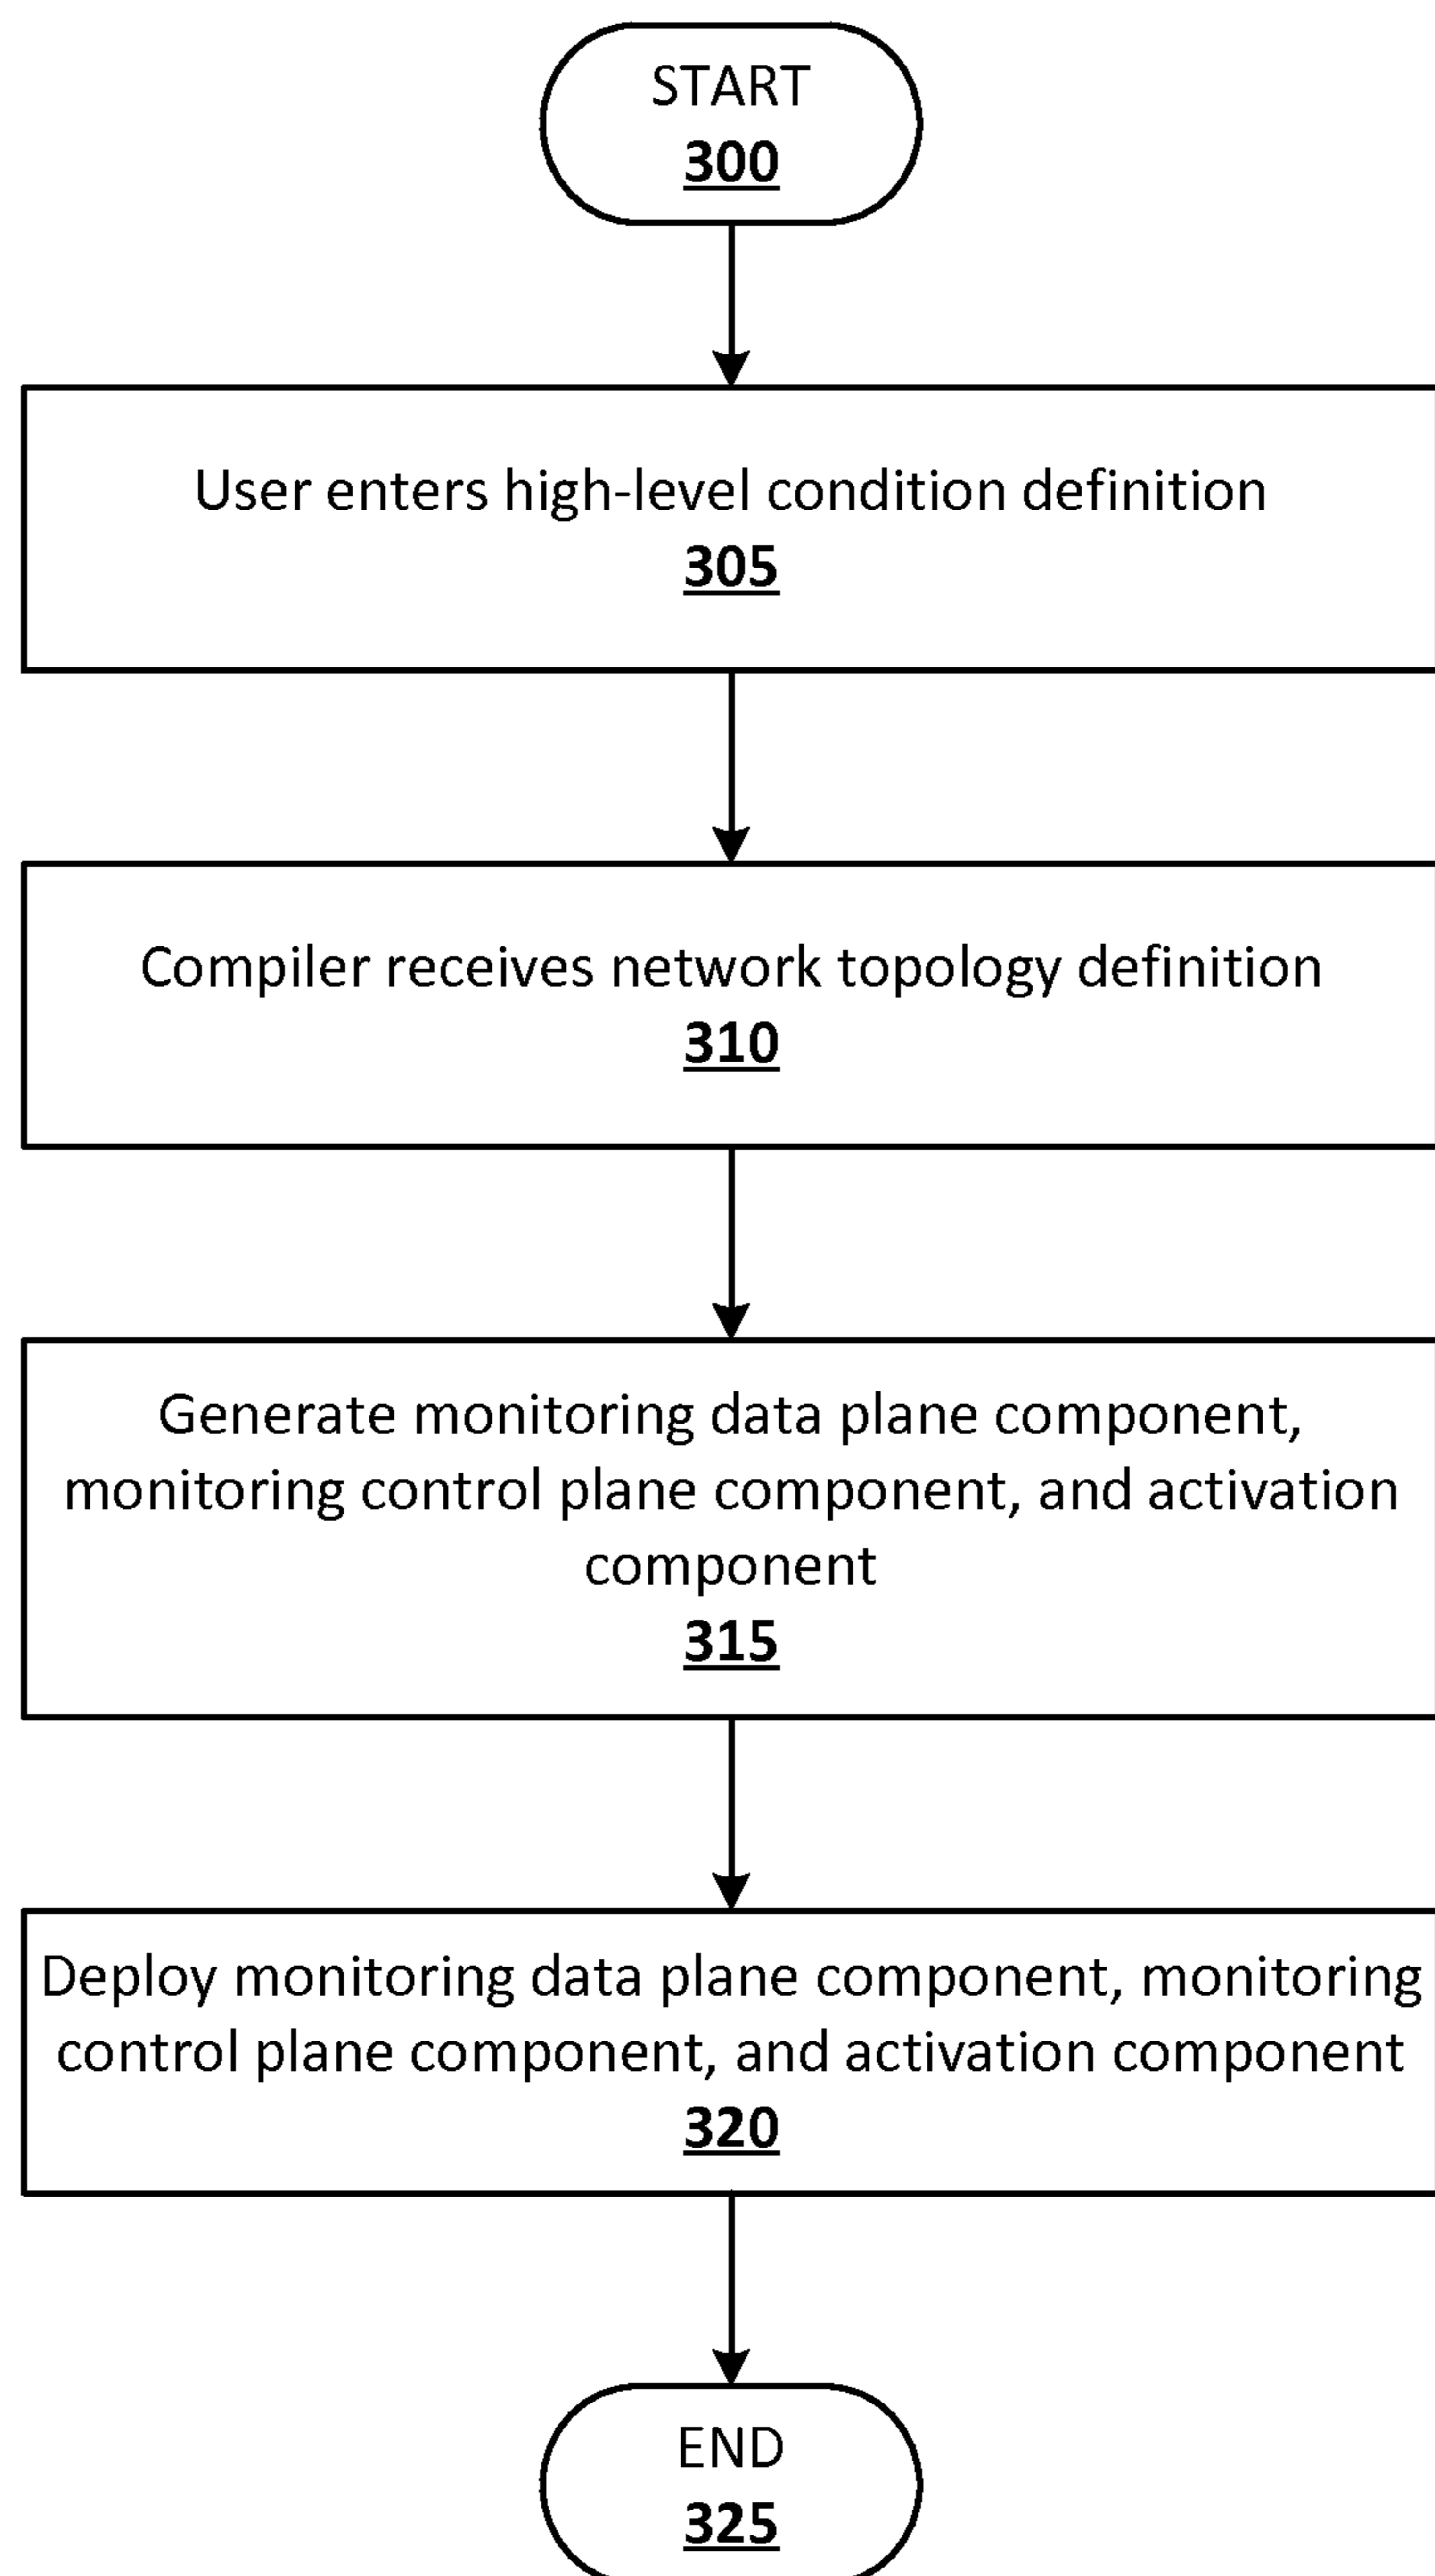 START
300
User enters high-level condition definition
305
Compiler receives network topology definition
310
Generate monitoring data plane component,
monitoring control plane component, and activation
component
315
Deploy monitoring data plane component, monitoring
control plane component, and activation component
320
END
325